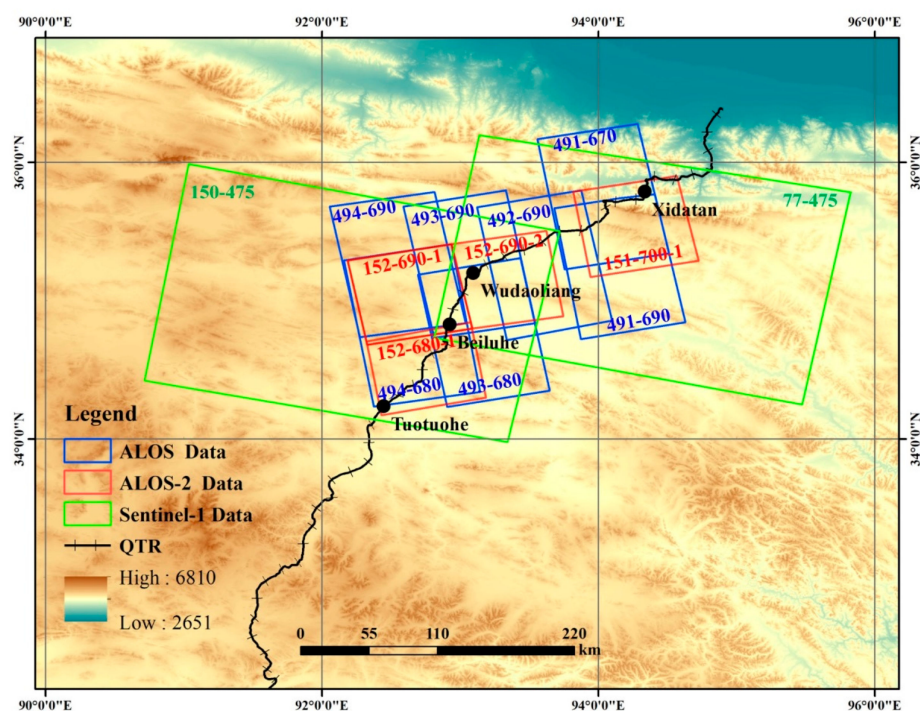 90°0'0"E 92°0'0"E 94°0'0"E 96°0'0"E
36°0'0"N 36°0'0"N
491-670
150-475
77-475
494-690
493-690
492-690
Xidatan
152-690-1
152-690-2
151-700-1
Wudaoliang
491-690
Beiluhe
152-680-1
494-680
493-680
34°0'0"N 34°0'0"N
Tuotuohe
Legend
ALOS Data
ALOS-2 Data
Sentinel-1 Data
QTR
High : 6810
Low : 2651
0 55 110 220
km
90°0'0"E 92°0'0"E 94°0'0"E 96°0'0"E